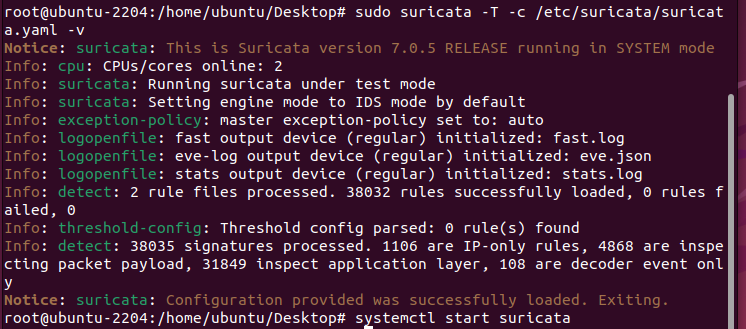 root@ubuntu-2204:/home/ubuntu/Desktop# sudo suricata -T -c /etc/suricata/suricat
a.yaml -v
Notice: suricata: This is Suricata version 7.0.5 RELEASE running in SYSTEM mode
Info: cpu: CPUs/cores online: 2
Info: suricata: Running suricata under test mode
Info: suricata: Setting engine mode to IDS mode by default
Info: exception-policy: master exception-policy set to: auto
Info: logopenfile: fast output device (regular) initialized: fast.log
Info: logopenfile: eve-log output device (regular) initialized: eve.json
Info: logopenfile: stats output device (regular) initialized: stats.log
Info: detect: 2 rule files processed. 38032 rules successfully loaded, 0 rules f
ailed, 0
Info: threshold-config: Threshold config parsed: 0 rule(s) found
Info: detect: 38035 signatures processed. 1106 are IP-only rules, 4868 are inspe
cting packet payload, 31849 inspect application layer, 108 are decoder event onl
y
Notice: suricata: Configuration provided was successfully loaded. Exiting.
root@ubuntu-2204:/home/ubuntu/Desktop# systemctl start suricata